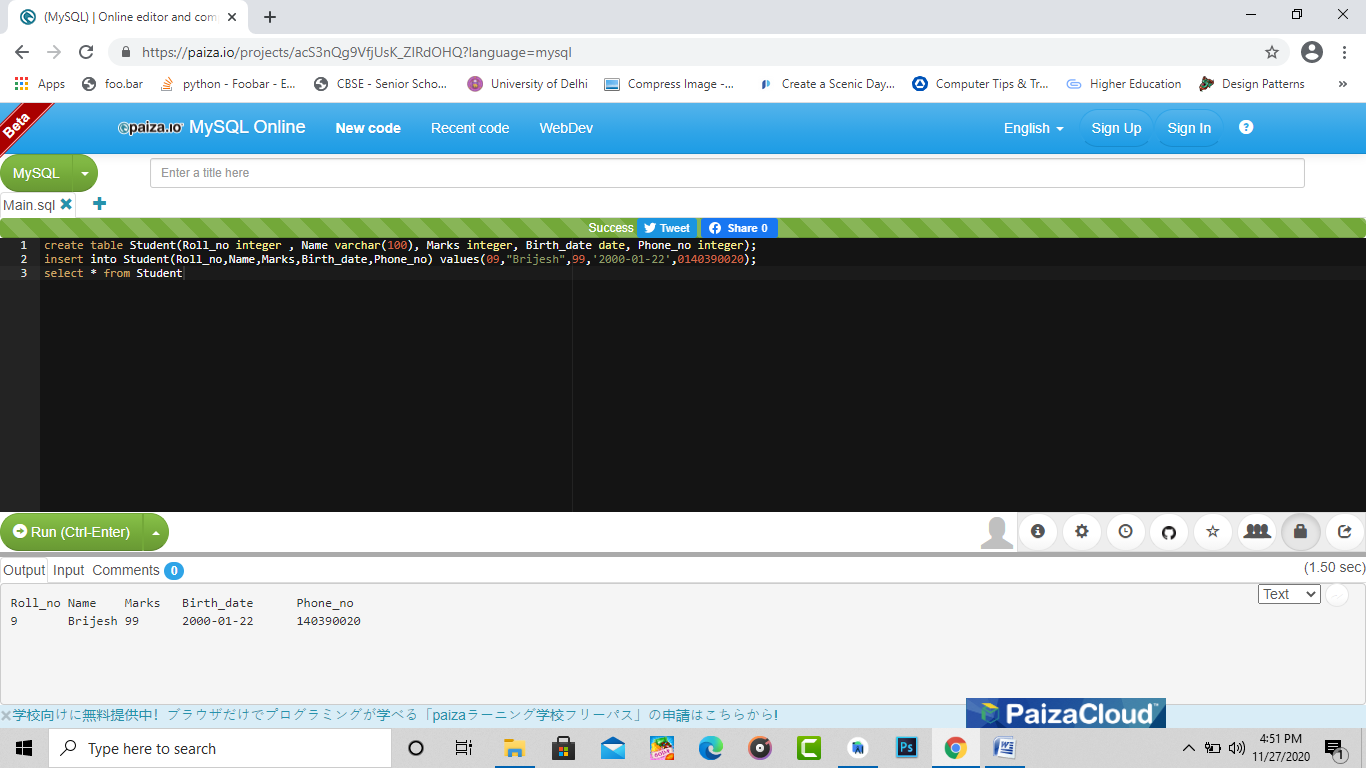 (MySQL) | Online editor and com
https://paiza.io/projects/acS3nQg9VfjUsK_ZIRdOHQ?language=mysql
Apps foo.bar python - Foobar - E... CBSE - Senior Scho... University of Delhi Compress Image -... Create a Scenic Day... Computer Tips & Tr... Higher Education Design Patterns »
Beta
paiza.io MySQL Online New code Recent code WebDev English Sign Up Sign In ?
MySQL Enter a title here
Main.sql
Success Tweet Share 0
1 create table Student(Roll_no integer , Name varchar(100), Marks integer, Birth_date date, Phone_no integer);
2 insert into Student(Roll_no,Name,Marks,Birth_date,Phone_no) values(09,"Brijesh",99,'2000-01-22',0140390020);
3 select * from Student
Run (Ctrl-Enter)
Output Input Comments 0 (1.50 sec)
Text
Roll_no Name Marks Birth_date Phone_no
9 Brijesh 99 2000-01-22 140390020
学校向けに無料提供中！ブラウザだけでプログラミングが学べる「paizaラーニング学校フリーパス」の申請はこちらから!
PaizaCloud
Type here to search
Ps
W
4:51 PM
11/27/2020
1